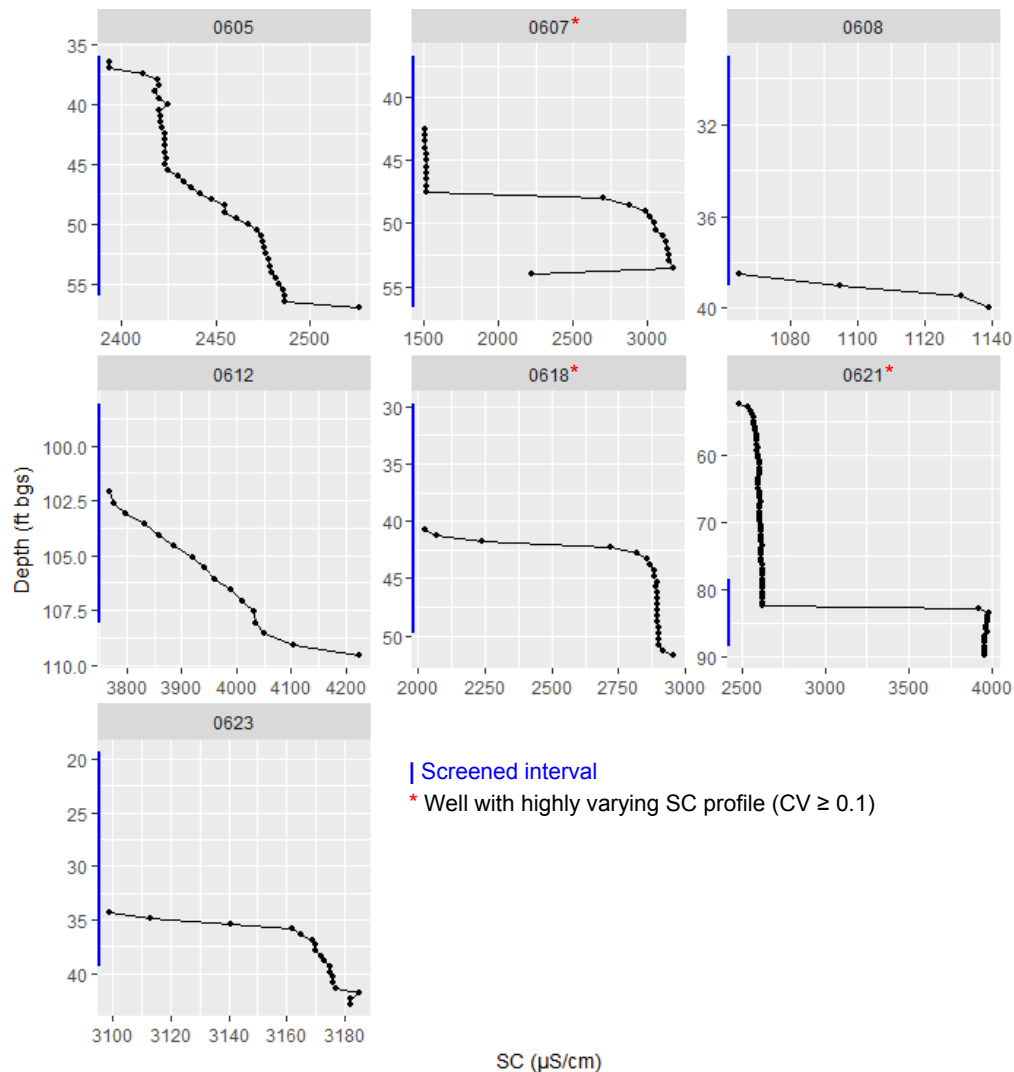 0605 0607* 0608
35
40
45
50
55
2400 2450 2500
40
45
50
55
1500 2000 2500 3000
32
36
40
1080 1100 1120 1140
0612 0618* 0621*
Depth (ft bgs)
100.0
102.5
105.0
107.5
110.0
3800 3900 4000 4100 4200
30
35
40
45
50
2000 2250 2500 2750 3000
60
70
80
90
2500 3000 3500 4000
0623
20
25
30
35
40
3100 3120 3140 3160 3180
| Screened interval
* Well with highly varying SC profile (CV ≥ 0.1)
SC (µS/cm)